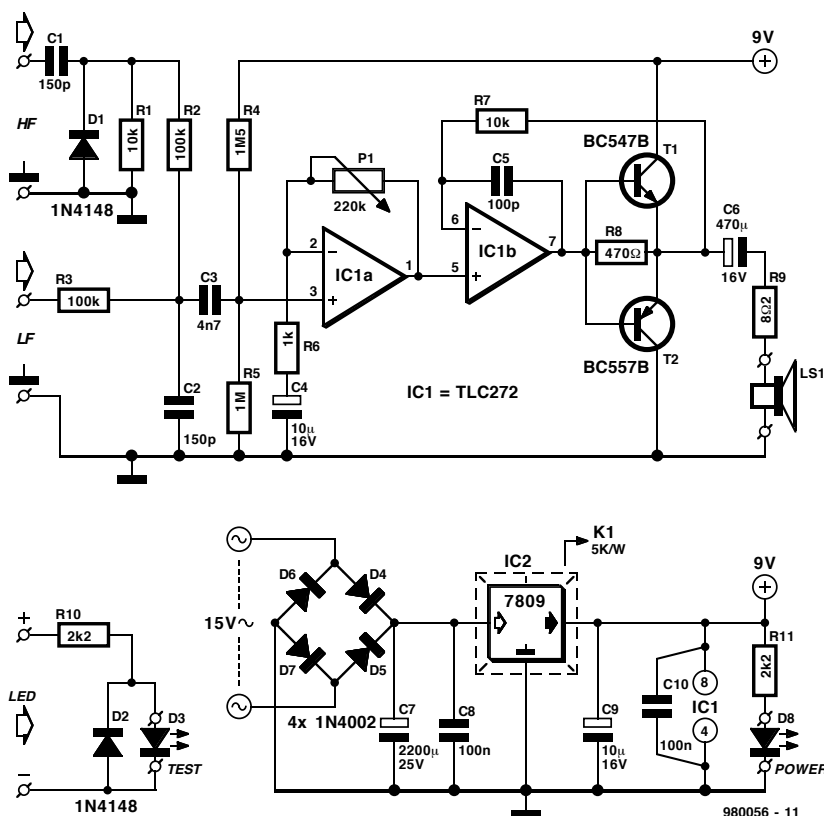 C1
150p
HF
D1
1N4148
R1
10k
R2
100k
R4
1M5
P1
220k
R7
10k
C5
100p
9V
BC547B
T1
R3
100k
LF
C3
4n7
2
3
1
IC1a
6
5
7
IC1b
R8
470Ω
C6
470µ
16V
R9
8Ω2
BC557B
T2
LS1
R6
1k
C4
10µ
16V
R5
1M
C2
150p
IC1 = TLC272
K1
5K/W
IC2
7809
9V
D6
D4
D7
D5
15V~
4x 1N4002
R10
2k2
LED
D2
D3
TEST
1N4148
C7
2200µ
25V
C8
100n
C9
10µ
16V
C10
100n
8
IC1
4
R11
2k2
D8
POWER
980056 - 11